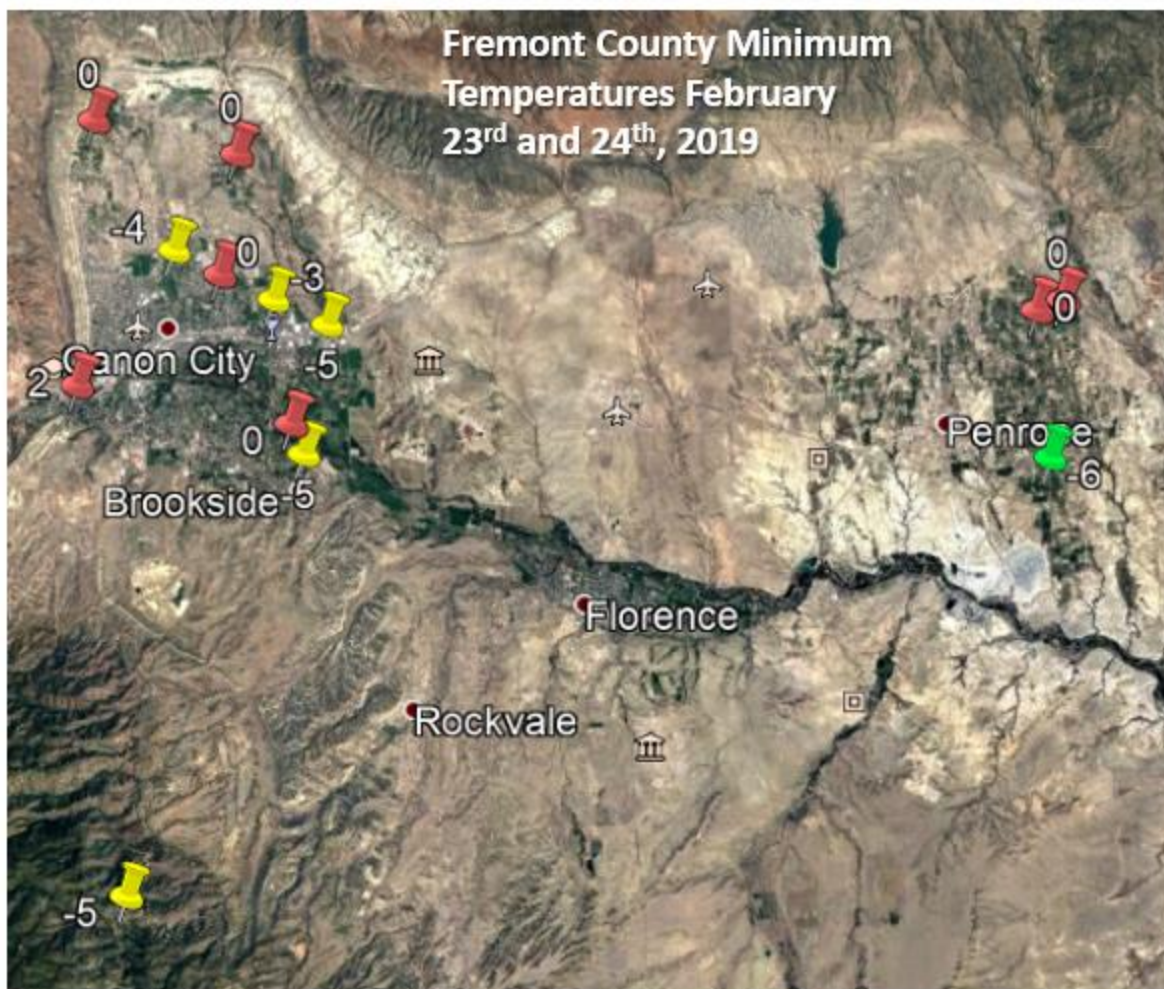 Fremont County Minimum
Temperatures February
23rd and 24th, 2019
0
0
-4
0
-3
-5
Canon City
2
0
-5
Brookside
0
0
Penrose
-6
Florence
Rockvale
-5